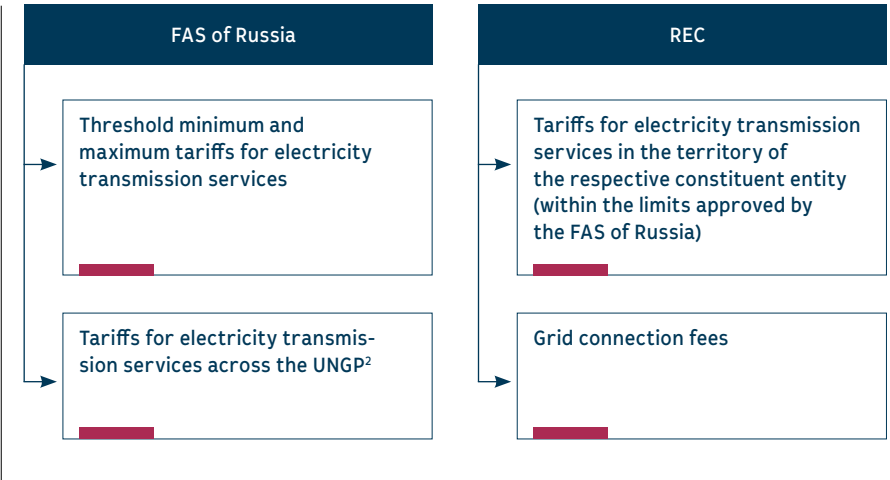 FAS of Russia
Threshold minimum and
maximum tariffs for electricity
transmission services
Tariffs for electricity transmis-
sion services across the UNGP²
REC
Tariffs for electricity transmission
services in the territory of
the respective constituent entity
(within the limits approved by
the FAS of Russia)
Grid connection fees